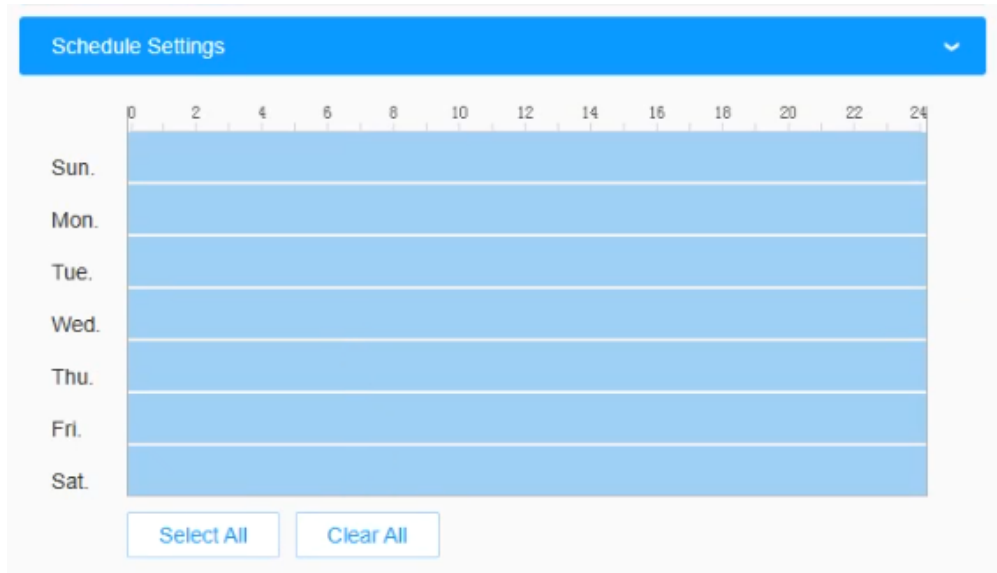 Schedule Settings
0 2 4 6 8 10 12 14 16 18 20 22 24
Sun.
Mon.
Tue.
Wed.
Thu.
Fri.
Sat.
Select All Clear All